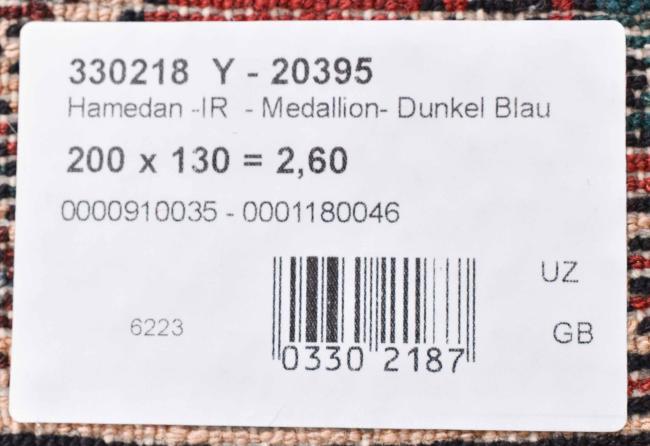 330218 Y - 20395
Hamedan -IR - Medallion- Dunkel Blau
200 x 130 = 2,60
0000910035 - 0001180046
UZ
6223
GB
0330 2187